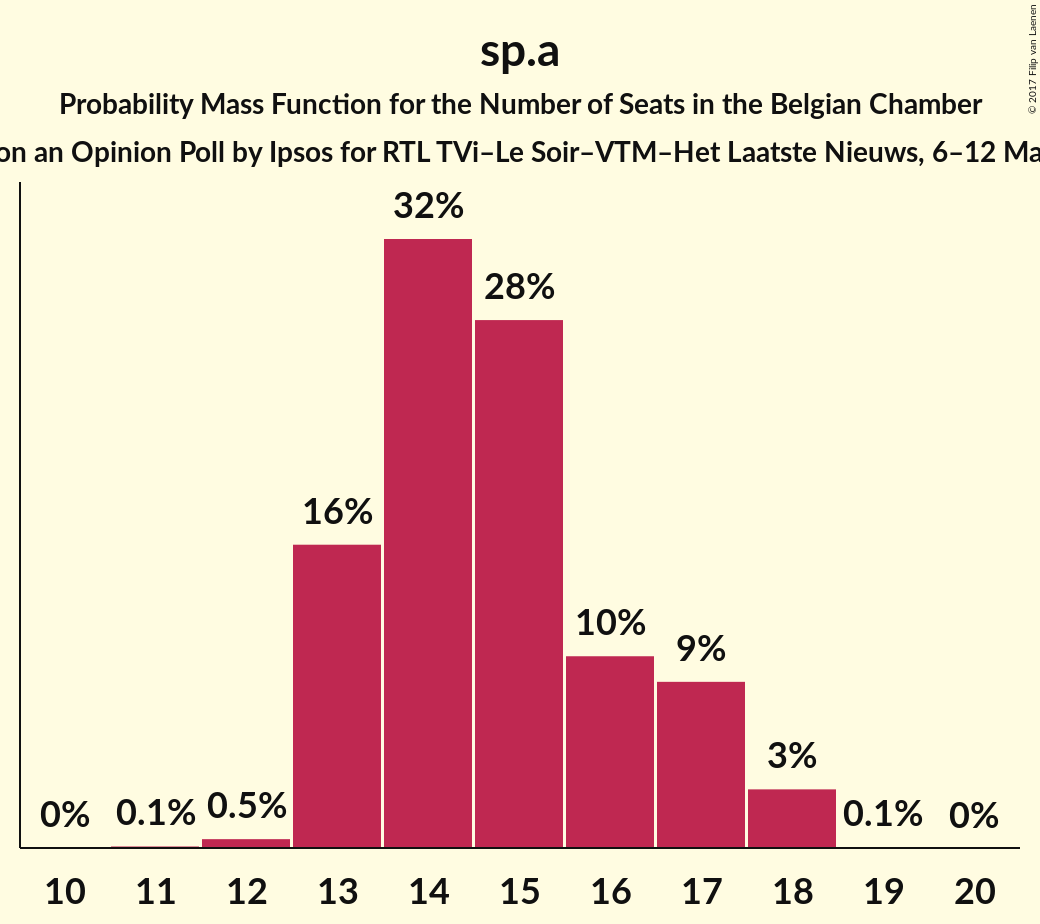 sp.a
Probability Mass Function for the Number of Seats in the Belgian Chamber
on an Opinion Poll by Ipsos for RTL TVi–Le Soir–VTM–Het Laatste Nieuws, 6–12 Ma
© 2017 Filip van Laenen
32%
28%
16%
10%
9%
3%
0% 0.1% 0.5% 0.1% 0%
10 11 12 13 14 15 16 17 18 19 20